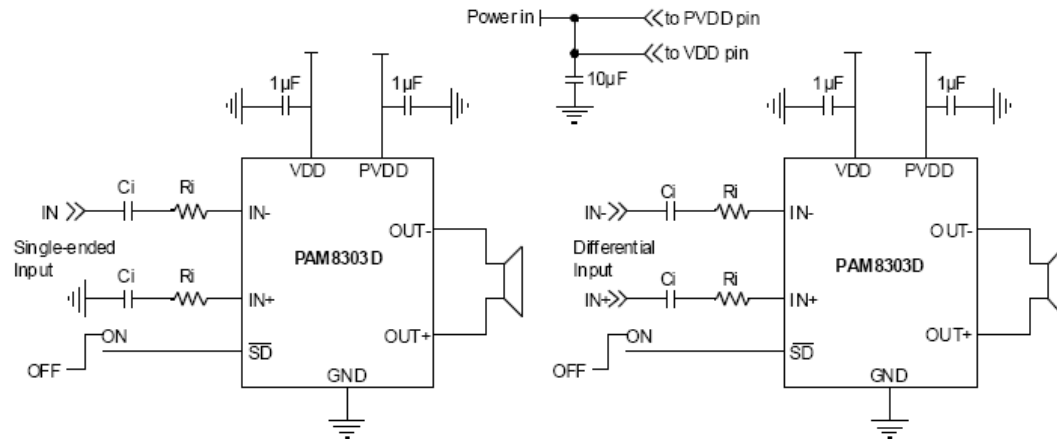 Power in
to PVDD pin
to VDD pin
10µF
1µF
1µF
VDD
PVDD
Ci
Ri
IN
IN-
Single-ended
Input
OUT-
PAM8303D
Ci
Ri
IN+
OUT+
ON
OFF
SD
GND
1µF
1µF
VDD
PVDD
Ci
Ri
IN-
IN-
Differential
Input
OUT-
PAM8303D
Ci
Ri
IN+
IN+
OUT+
ON
OFF
SD
GND